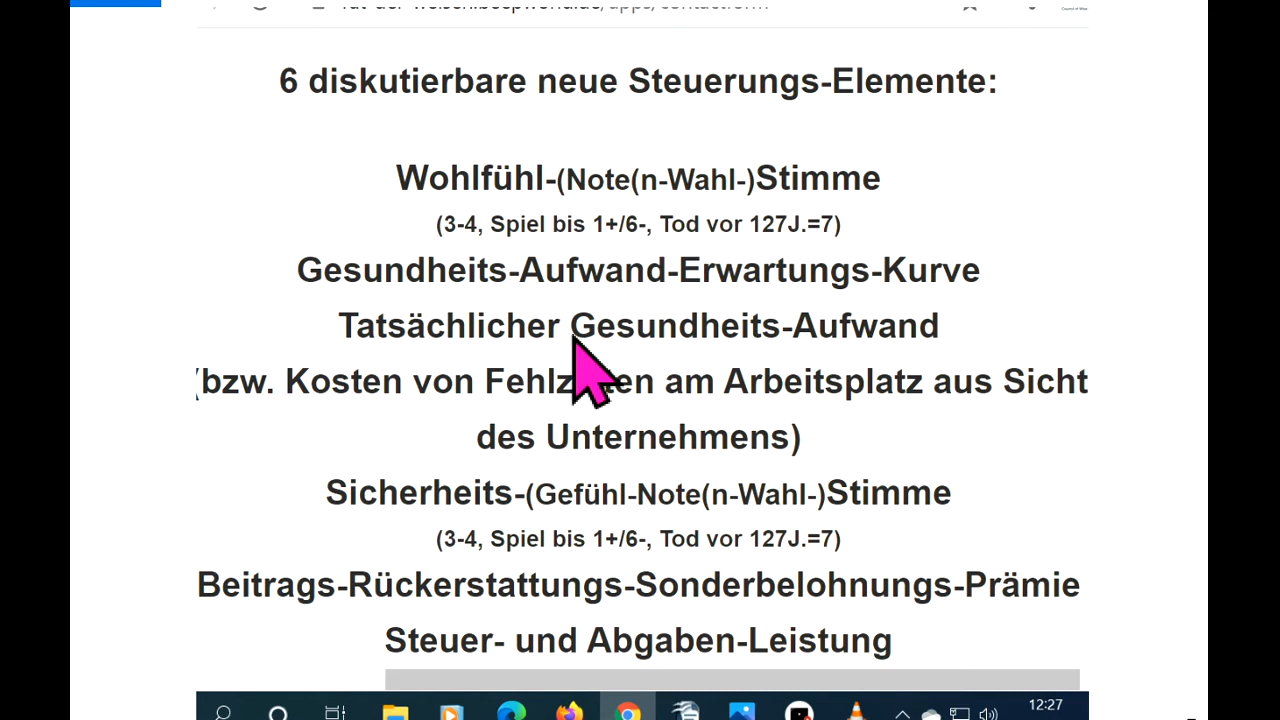 6 diskutierbare neue Steuerungs-Elemente:
Wohlfühl-(Note(n-Wahl-)Stimme
(3-4, Spiel bis 1+/6-, Tod vor 127J.=7)
Gesundheits-Aufwand-Erwartungs-Kurve
Tatsächlicher Gesundheits-Aufwand
(bzw. Kosten von Fehlzeiten am Arbeitsplatz aus Sicht
des Unternehmens)
Sicherheits-(Gefühl-Note(n-Wahl-)Stimme
(3-4, Spiel bis 1+/6-, Tod vor 127J.=7)
Beitrags-Rückerstattungs-Sonderbelohnungs-Prämie
Steuer- und Abgaben-Leistung
12:27